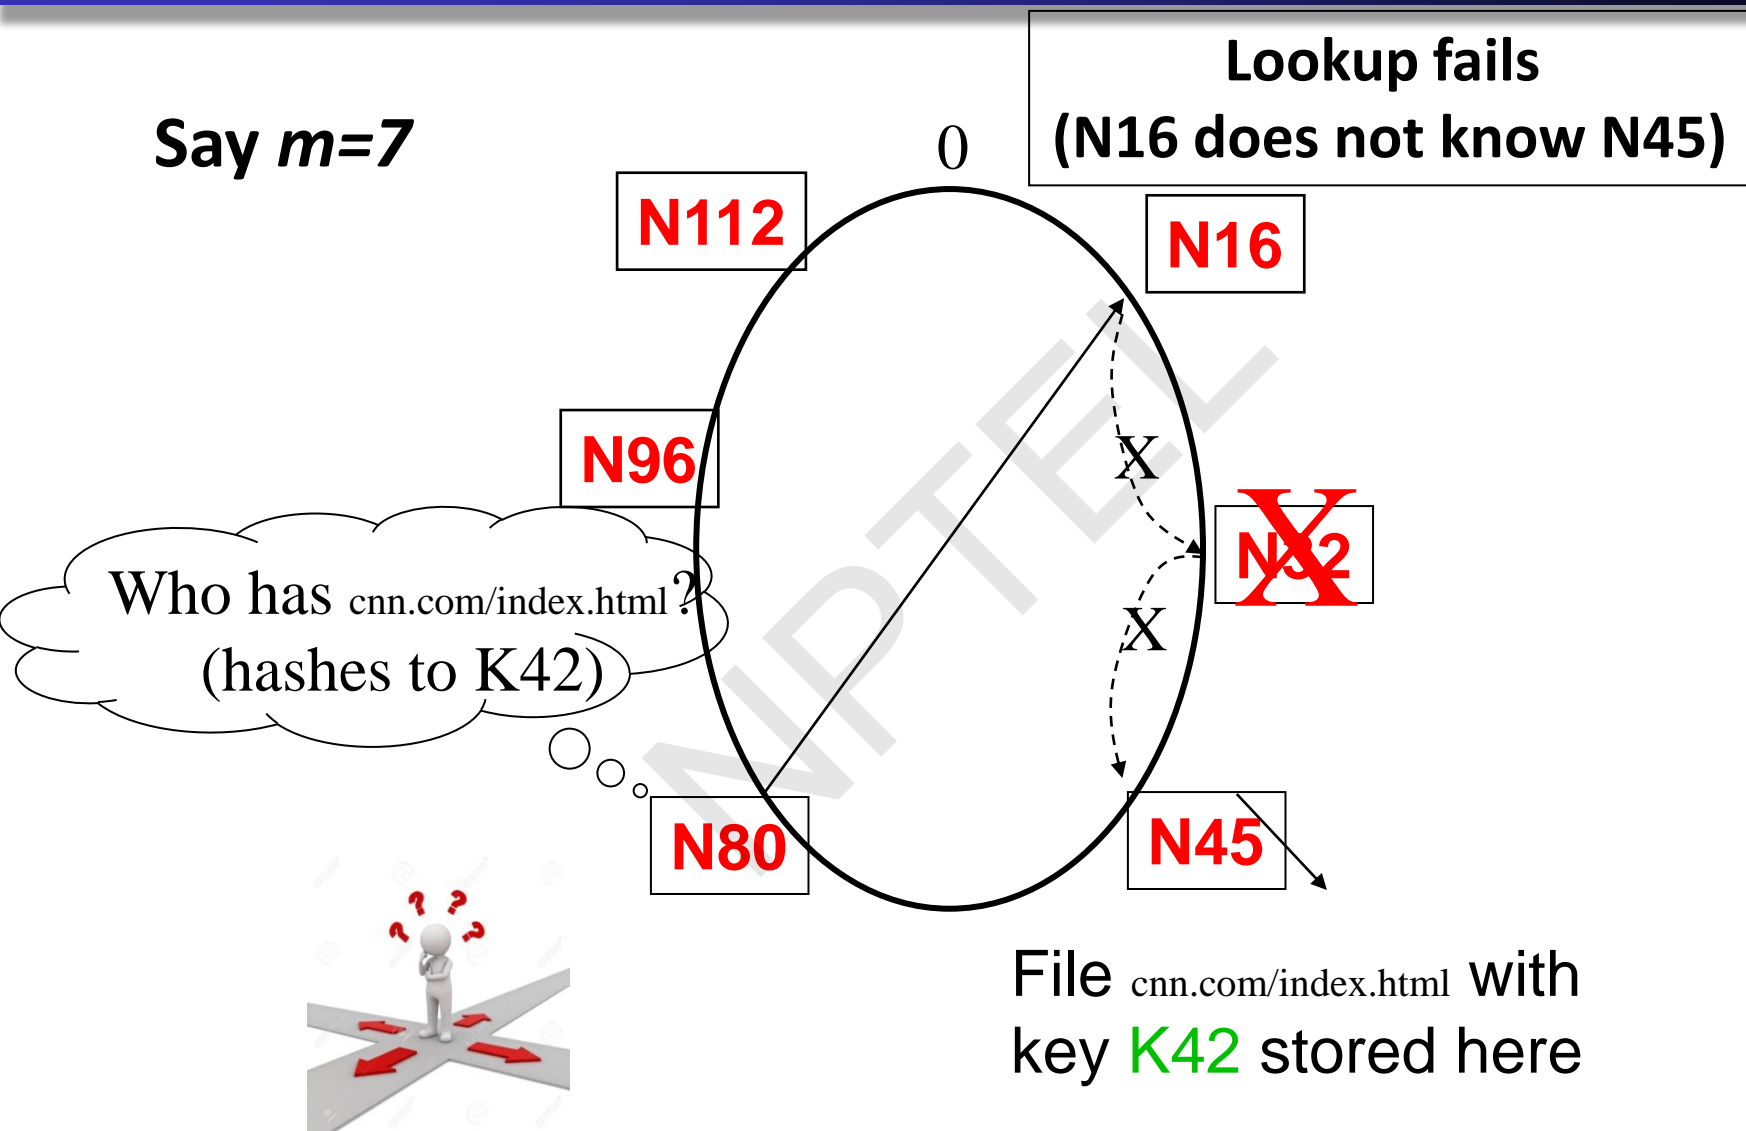 Lookup fails
(N16 does not know N45)
Say m=7
0
N112
N16
N96
X
N32
X
Who has cnn.com/index.html?
(hashes to K42)
X
N80
N45
File cnn.com/index.html with
key K42 stored here
NPTEL
? ? ? ?